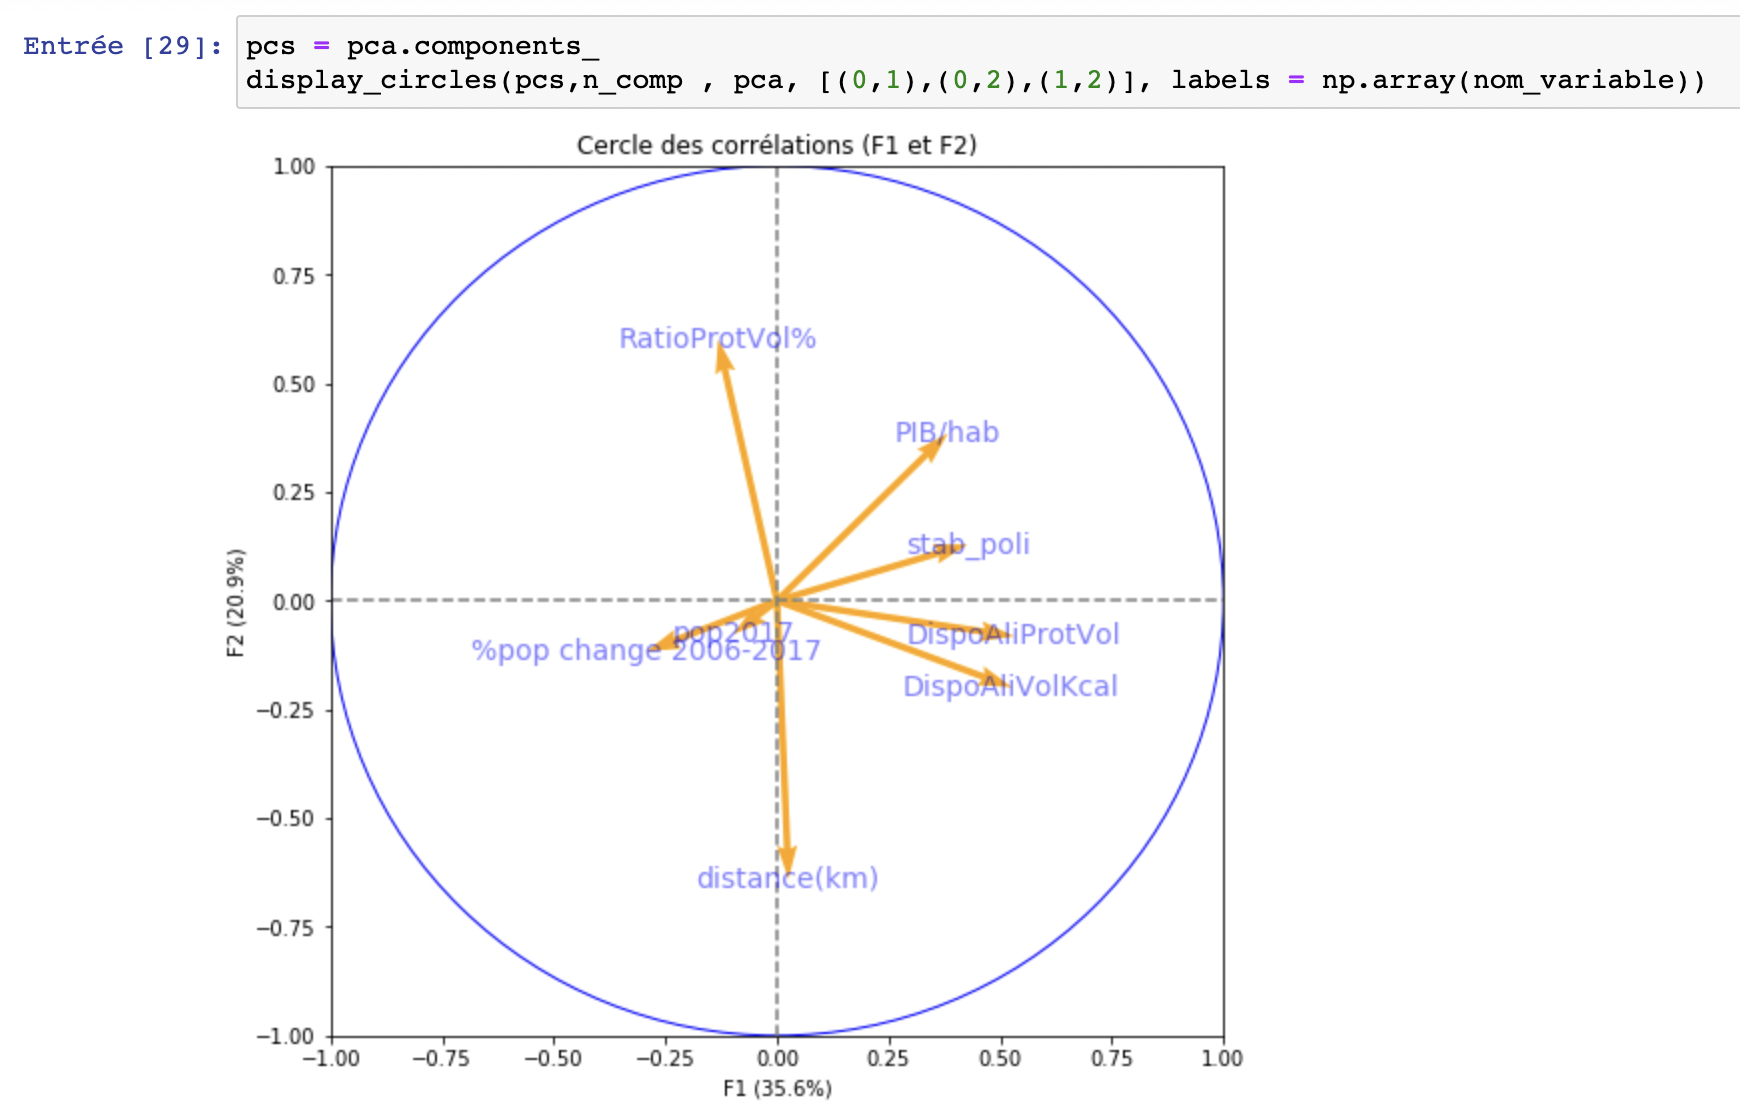 Entrée [29]:
pcs = pca.components_
display_circles(pcs,n_comp , pca, [(0,1),(0,2),(1,2)], labels = np.array(nom_variable))
Cercle des corrélations (F1 et F2)
1.00
0.75
RatioProtVol%
0.50
PIB/hab
0.25
stab_poli
0.00
pop2017
DispoAliProtVol
%pop change 2006-2017
DispoAliVolKcal
−0.25
−0.50
distance(km)
−0.75
−1.00
F2 (20.9%)
−1.00 −0.75 −0.50 −0.25 0.00 0.25 0.50 0.75 1.00
F1 (35.6%)